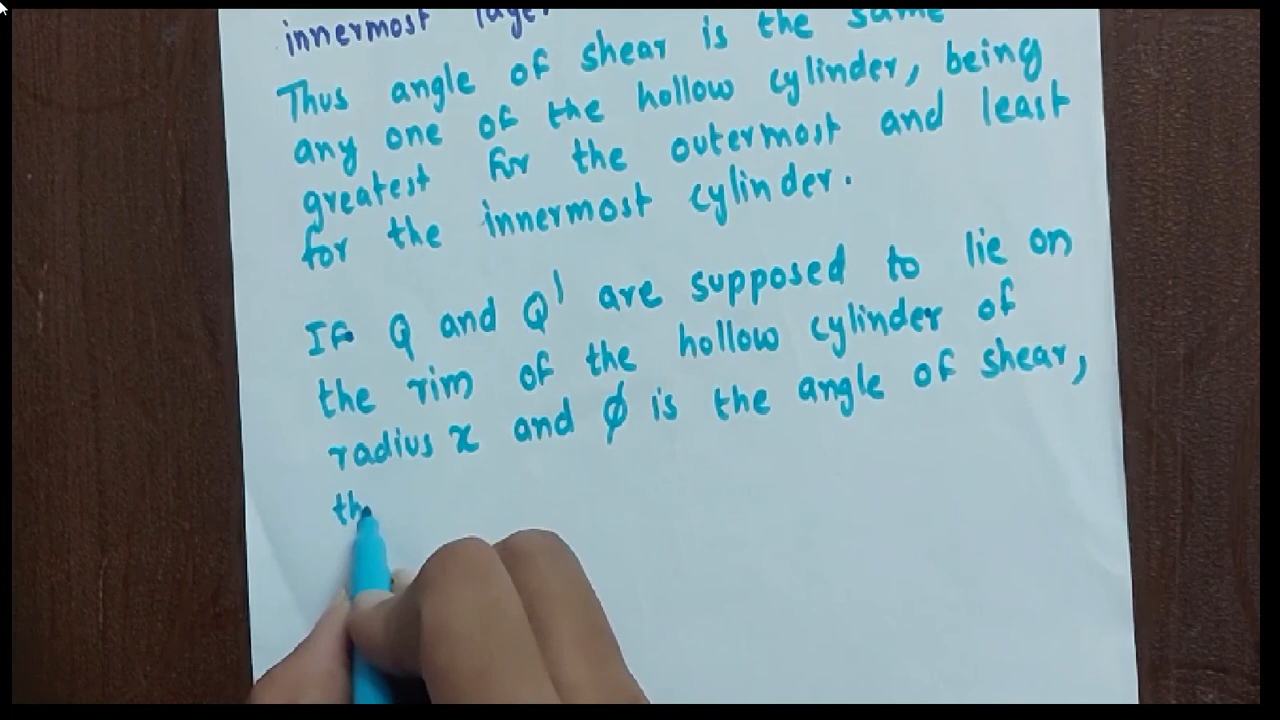 innermost layer
Thus angle of shear is the same
any one of the hollow cylinder, being
greatest for the outermost and least
for the innermost cylinder.
If Q and Q' are supposed to lie on
the rim of the hollow cylinder of
radius x and ϕ is the angle of shear,
th